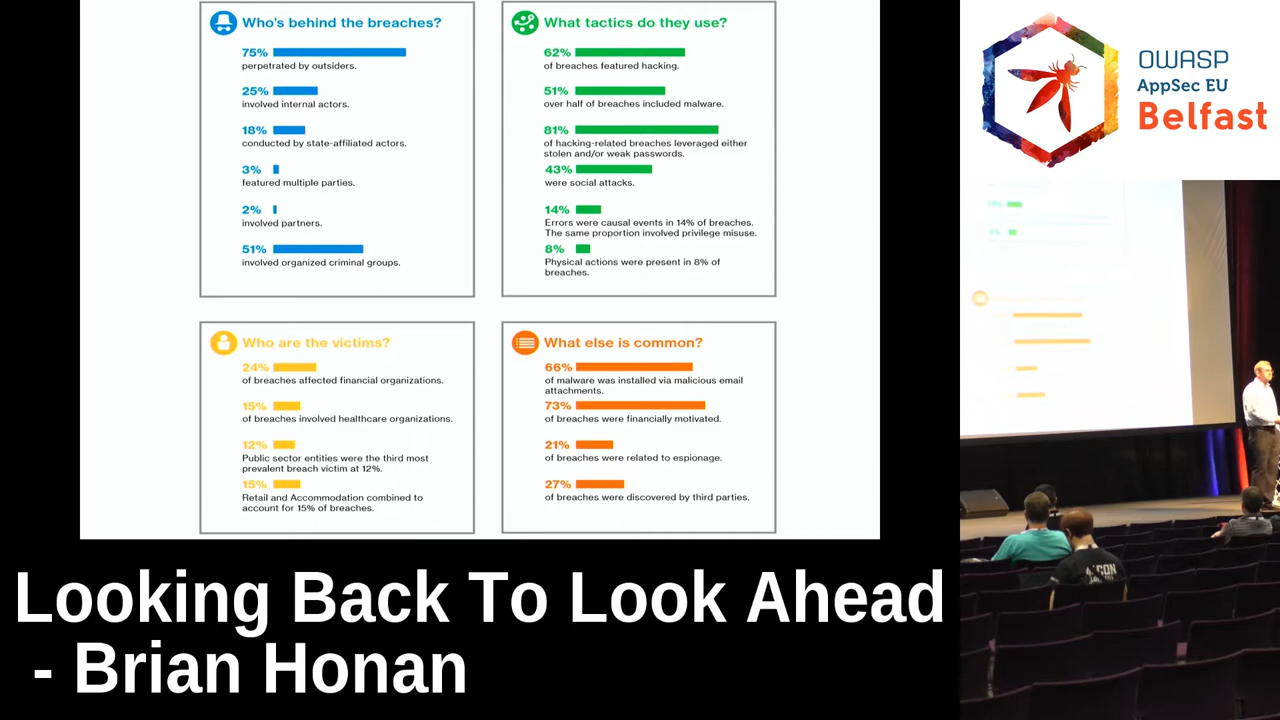 Who's behind the breaches?
75%
perpetrated by outsiders.
25%
involved internal actors.
18%
conducted by state-affiliated actors.
3%
featured multiple parties.
2%
involved partners.
51%
involved organized criminal groups.
What tactics do they use?
62%
of breaches featured hacking.
51%
over half of breaches included malware.
81%
of hacking-related breaches leveraged either
stolen and/or weak passwords.
43%
were social attacks.
14%
Errors were causal events in 14% of breaches.
The same proportion involved privilege misuse.
8%
Physical actions were present in 8% of
breaches.
Who are the victims?
24%
of breaches affected financial organizations.
15%
of breaches involved healthcare organizations.
12%
Public sector entities were the third most
prevalent breach victim at 12%.
15%
Retail and Accommodation combined to
account for 15% of breaches.
What else is common?
66%
of malware was installed via malicious email
attachments.
73%
of breaches were financially motivated.
21%
of breaches were related to espionage.
27%
of breaches were discovered by third parties.
OWASP
AppSec EU
Belfast
Looking Back To Look Ahead
- Brian Honan